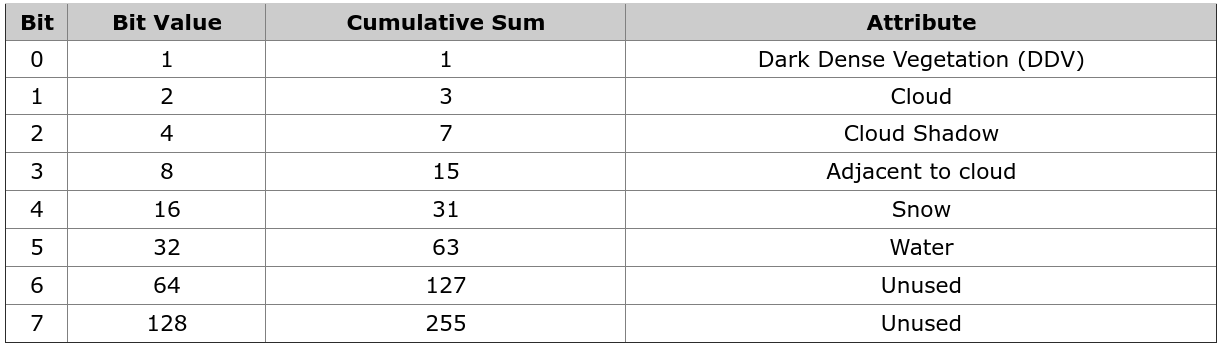 Bit Bit Value Cumulative Sum Attribute
0 1 1 Dark Dense Vegetation (DDV)
1 2 3 Cloud
2 4 7 Cloud Shadow
3 8 15 Adjacent to cloud
4 16 31 Snow
5 32 63 Water
6 64 127 Unused
7 128 255 Unused